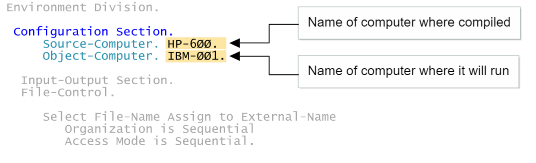 Environment Division.
Configuration Section.
Source-Computer. HP-600.
Object-Computer. IBM-001.
Input-Output Section.
File-Control.
Select File-Name Assign to External-Name
Organization is Sequential
Access Mode is Sequential.
Name of computer where compiled
Name of computer where it will run